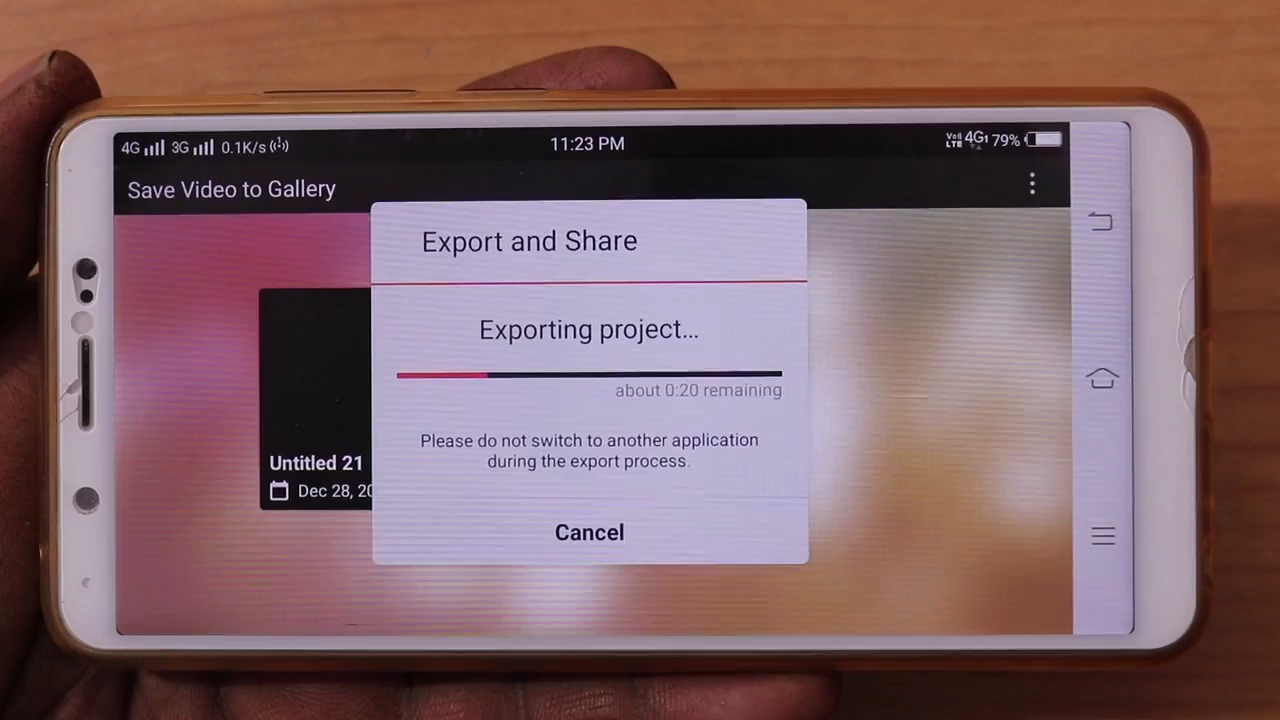 4G 3G 0.1K/s 11:23 PM VoI LTE 4G 79%
Save Video to Gallery
Export and Share
Exporting project...
about 0:20 remaining
Please do not switch to another application
during the export process.
Untitled 21
Dec 28, 20
Cancel